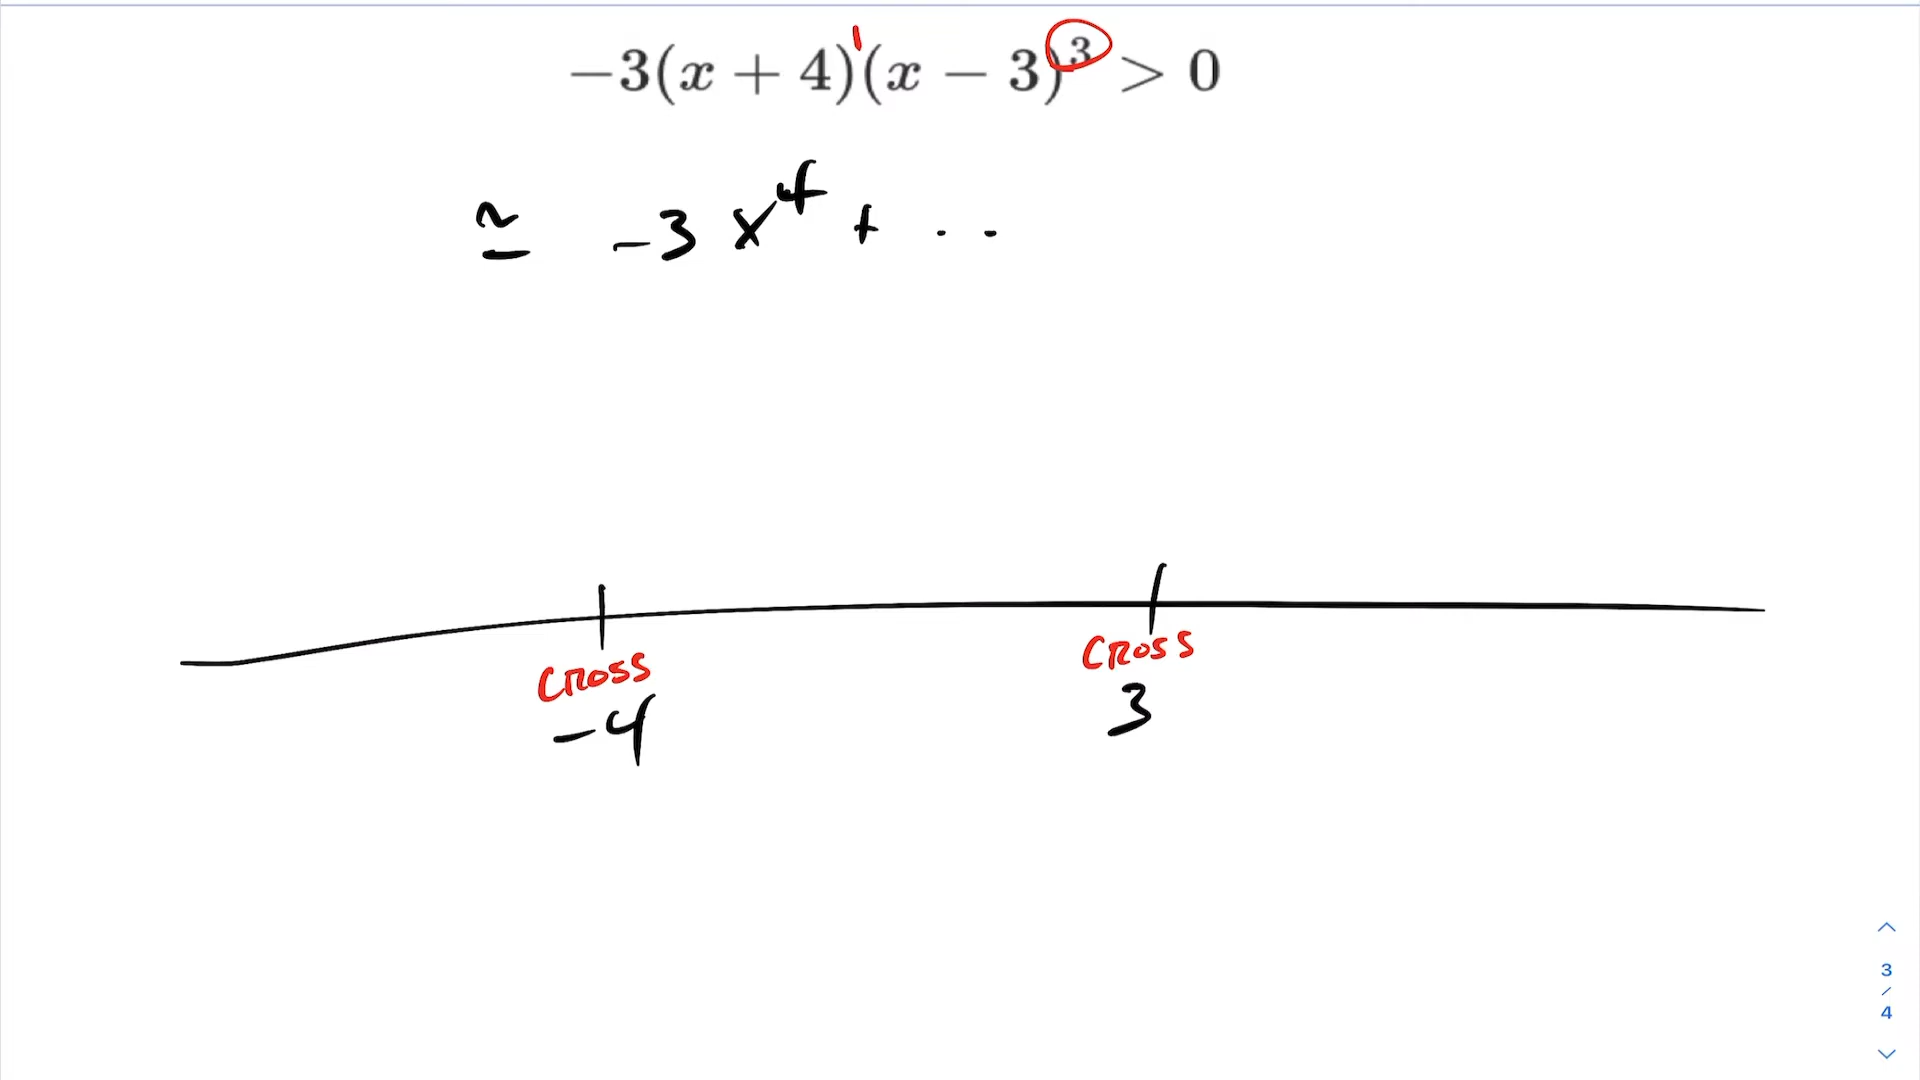 −3(x + 4)¹(x − 3)³ > 0
≅ −3x⁴ + ..
CROSS CROSS
−4 3
3
/
4